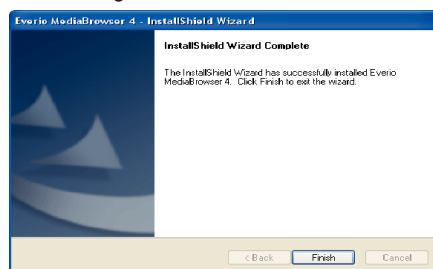 Everio MediaBrowser 4 - InstallShield Wizard
InstallShield Wizard Complete
The InstallShield Wizard has successfully installed Everio
MediaBrowser 4. Click Finish to exit the wizard.
< Back
Finish
Cancel